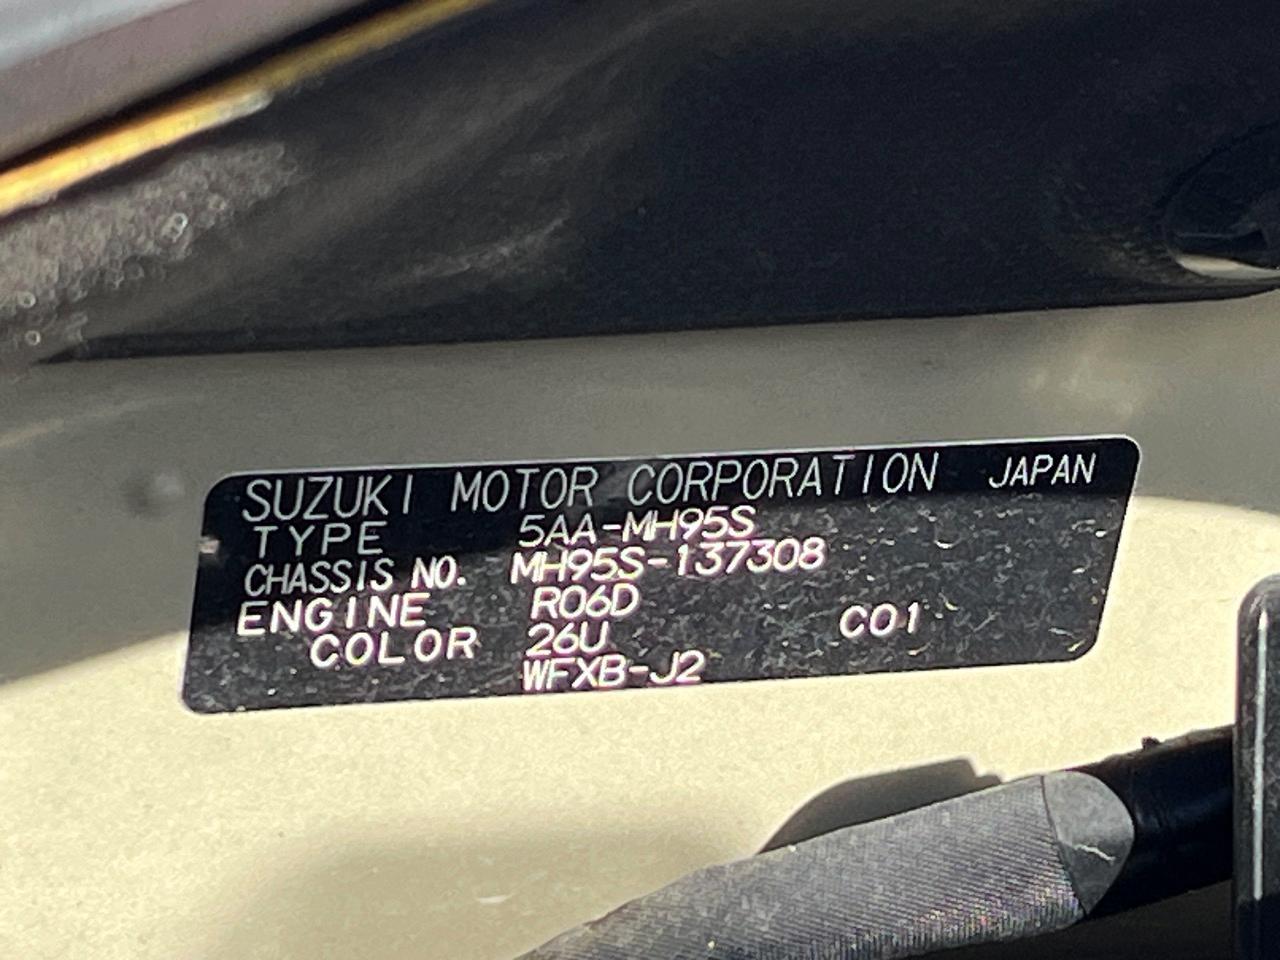 SUZUKI MOTOR CORPORATION JAPAN
TYPE 5AA-MH95S
CHASSIS NO. MH95S-137308
ENGINE R06D
COLOR 26U C01
WFXB-J2